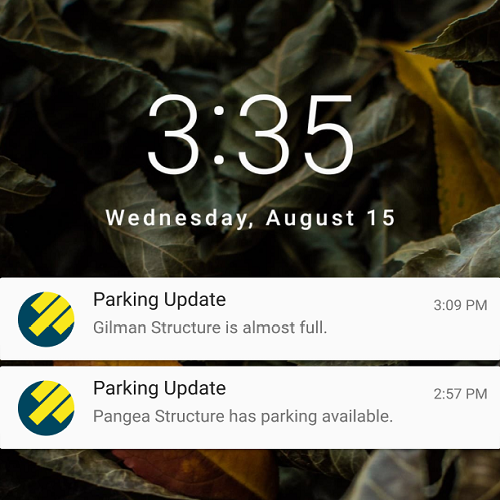 3:35
Wednesday, August 15
Parking Update
3:09 PM
Gilman Structure is almost full.
Parking Update
2:57 PM
Pangea Structure has parking available.